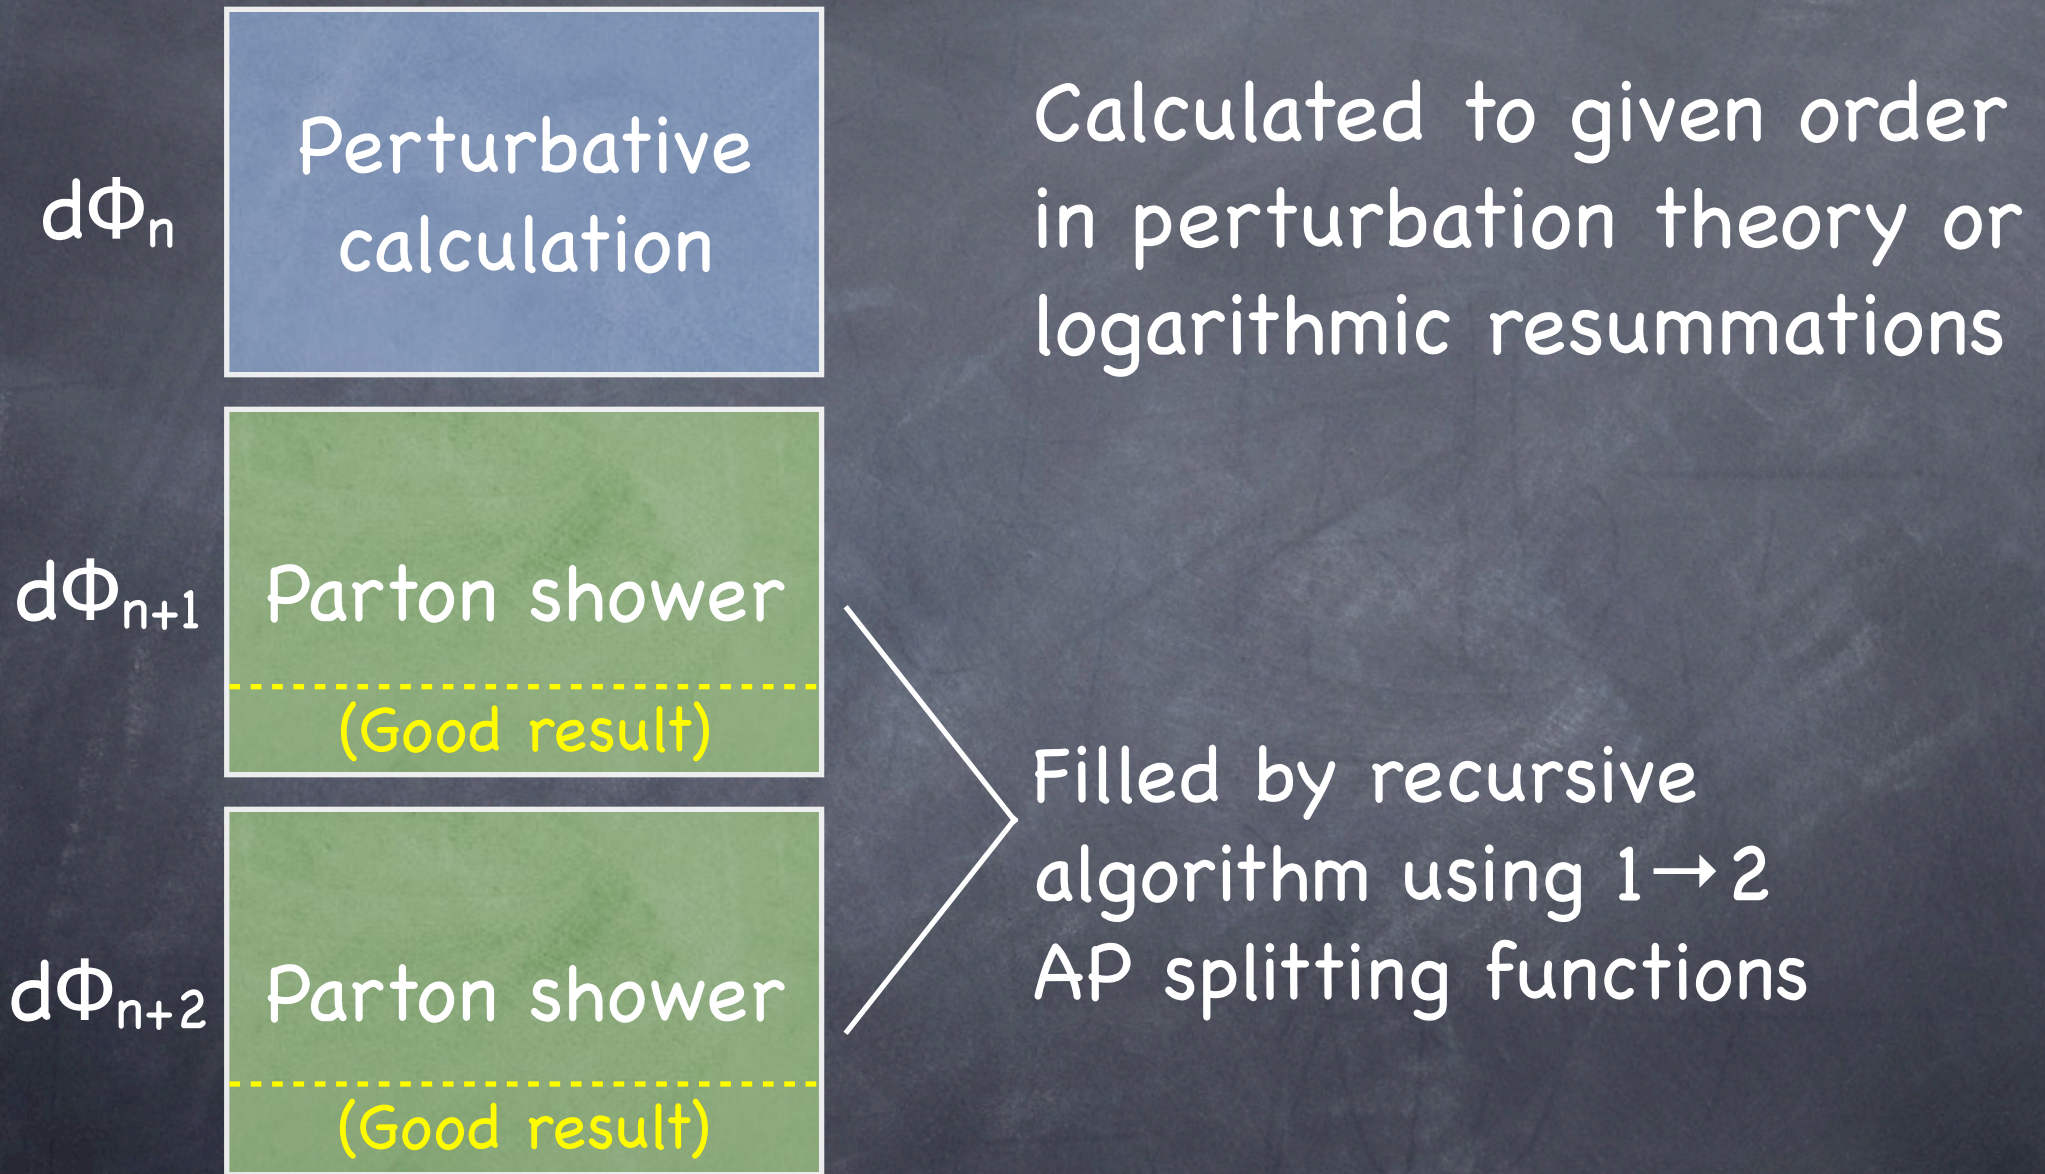 dΦn
Perturbative
calculation
Calculated to given order
in perturbation theory or
logarithmic resummations
dΦn+1
Parton shower
(Good result)
dΦn+2
Parton shower
(Good result)
Filled by recursive
algorithm using 1→2
AP splitting functions